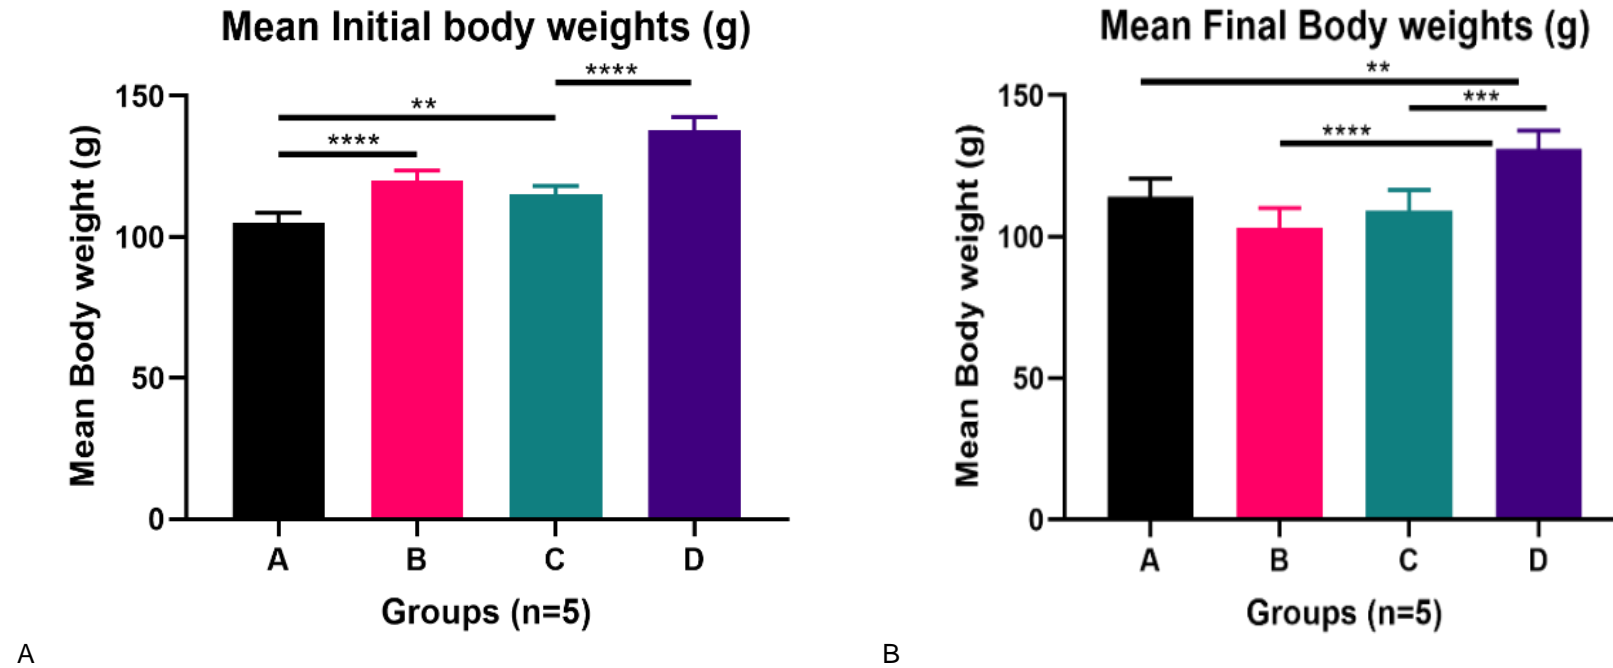 Mean Initial body weights (g)
****
**
****
Mean Body weight (g)
150
100
50
0
A
B
C
D
Groups (n=5)
A
Mean Final Body weights (g)
**
***
****
Mean Body weight (g)
150
100
50
0
A
B
C
D
Groups (n=5)
B